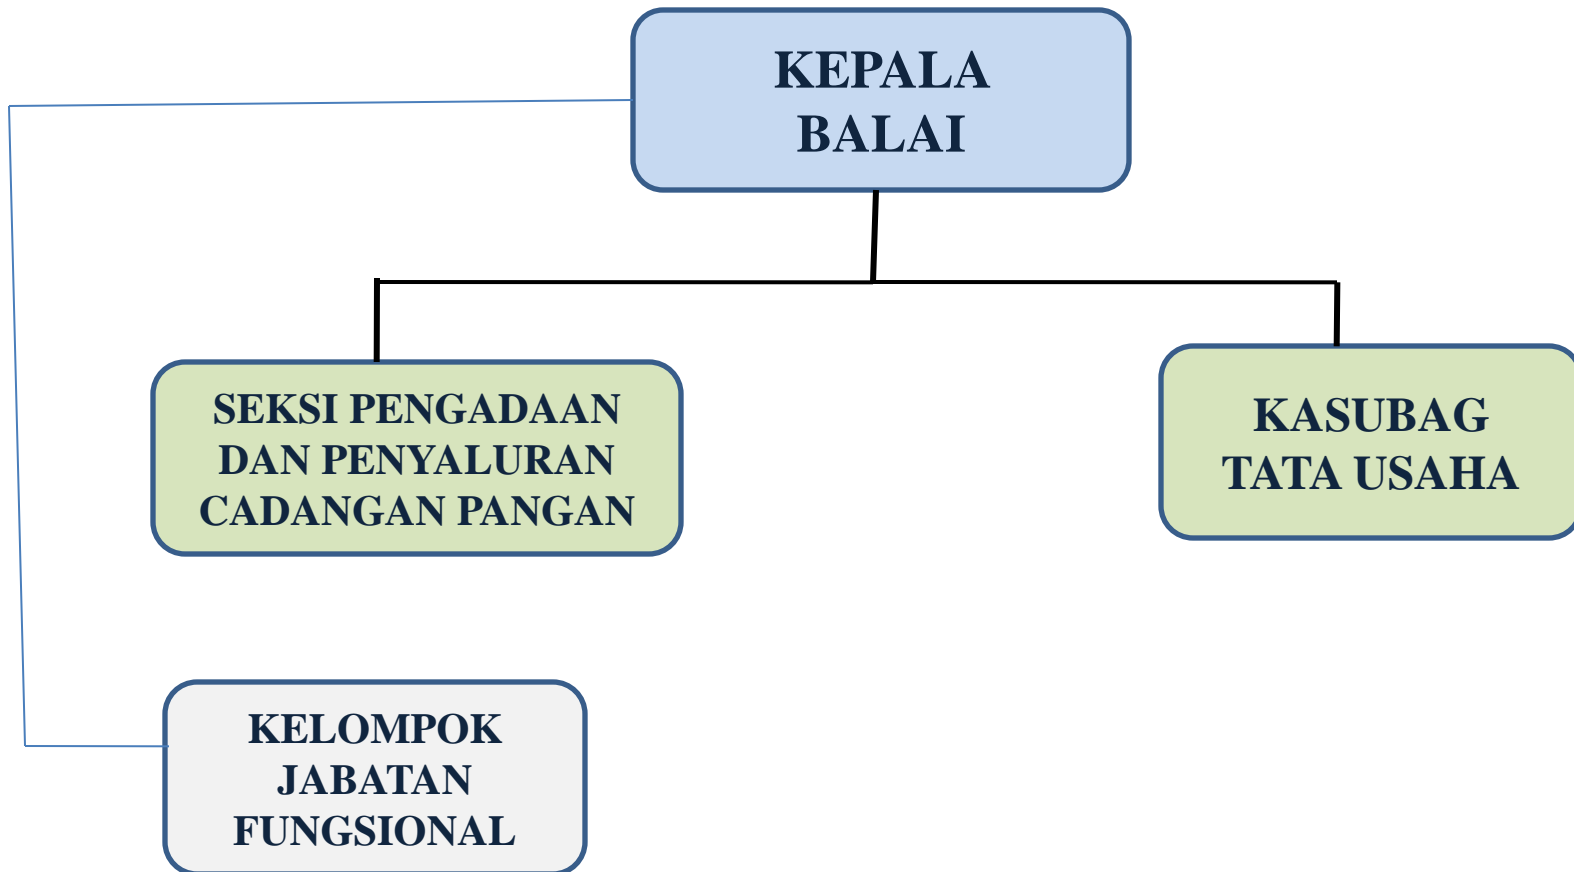 KEPALA
BALAI
SEKSI PENGADAAN
DAN PENYALURAN
CADANGAN PANGAN
KASUBAG
TATA USAHA
KELOMPOK
JABATAN
FUNGSIONAL